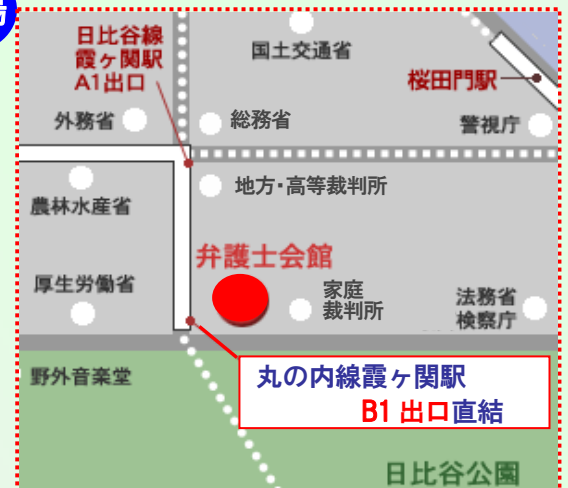 日比谷線
霞ヶ関駅
A1出口
国土交通省
桜田門駅
外務省
総務省
警視庁
地方・高等裁判所
農林水産省
弁護士会館
厚生労働省
家庭
裁判所
法務省
検察庁
野外音楽堂
丸の内線霞ヶ関駅
B1 出口直結
日比谷公園